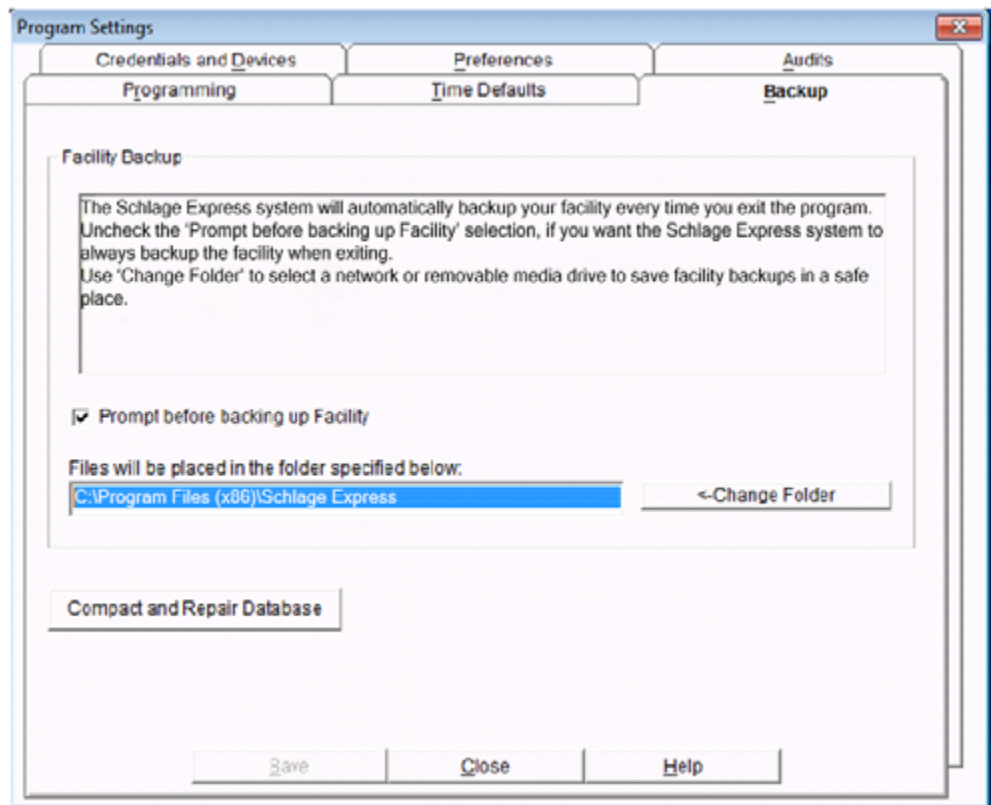 Program Settings
Credentials and Devices
Preferences
Audits
Programming
Time Defaults
Backup
Facility Backup
The Schlage Express system will automatically backup your facility every time you exit the program.
Uncheck the 'Prompt before backing up Facility' selection, if you want the Schlage Express system to
always backup the facility when exiting.
Use 'Change Folder' to select a network or removable media drive to save facility backups in a safe
place.
Prompt before backing up Facility
Files will be placed in the folder specified below:
C:\Program Files (x86)\Schlage Express
<-Change Folder
Compact and Repair Database
Save
Close
Help